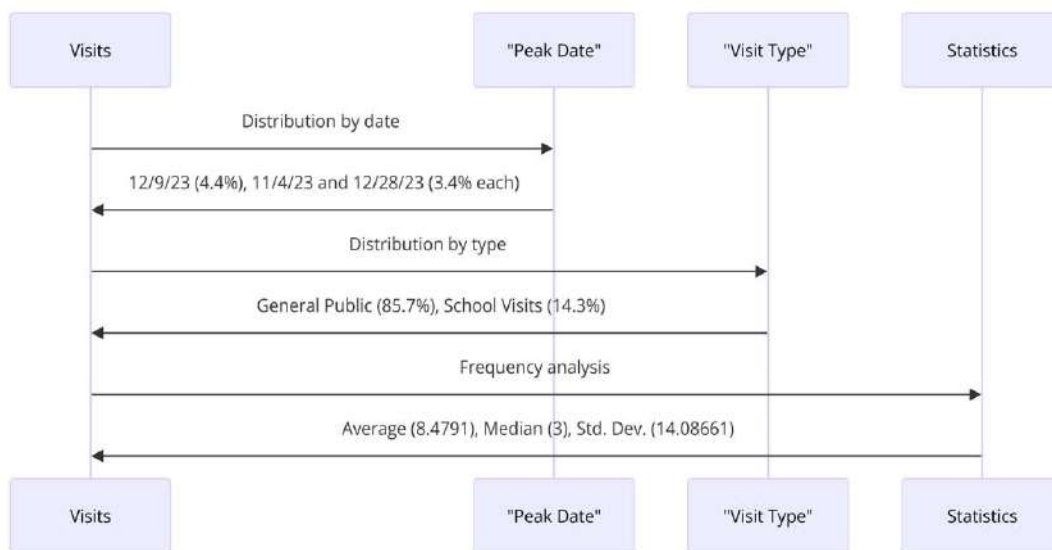 Visits "Peak Date" "Visit Type" Statistics
Distribution by date
12/9/23 (4.4%), 11/4/23 and 12/28/23 (3.4% each)
Distribution by type
General Public (85.7%), School Visits (14.3%)
Frequency analysis
Average (8.4791), Median (3), Std. Dev. (14.08661)
Visits "Peak Date" "Visit Type" Statistics